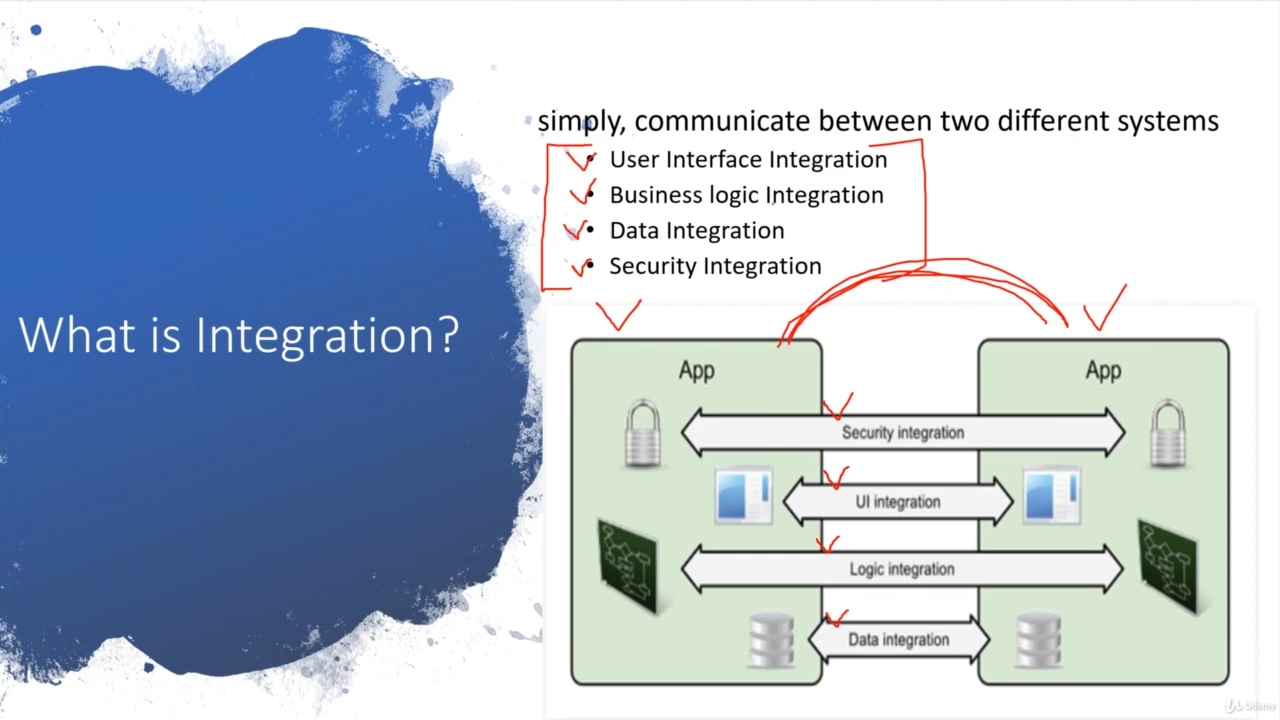 What is Integration?
simply, communicate between two different systems
• User Interface Integration
• Business logic Integration
• Data Integration
• Security Integration
App
App
Security integration
UI integration
Logic integration
Data integration
Udemy